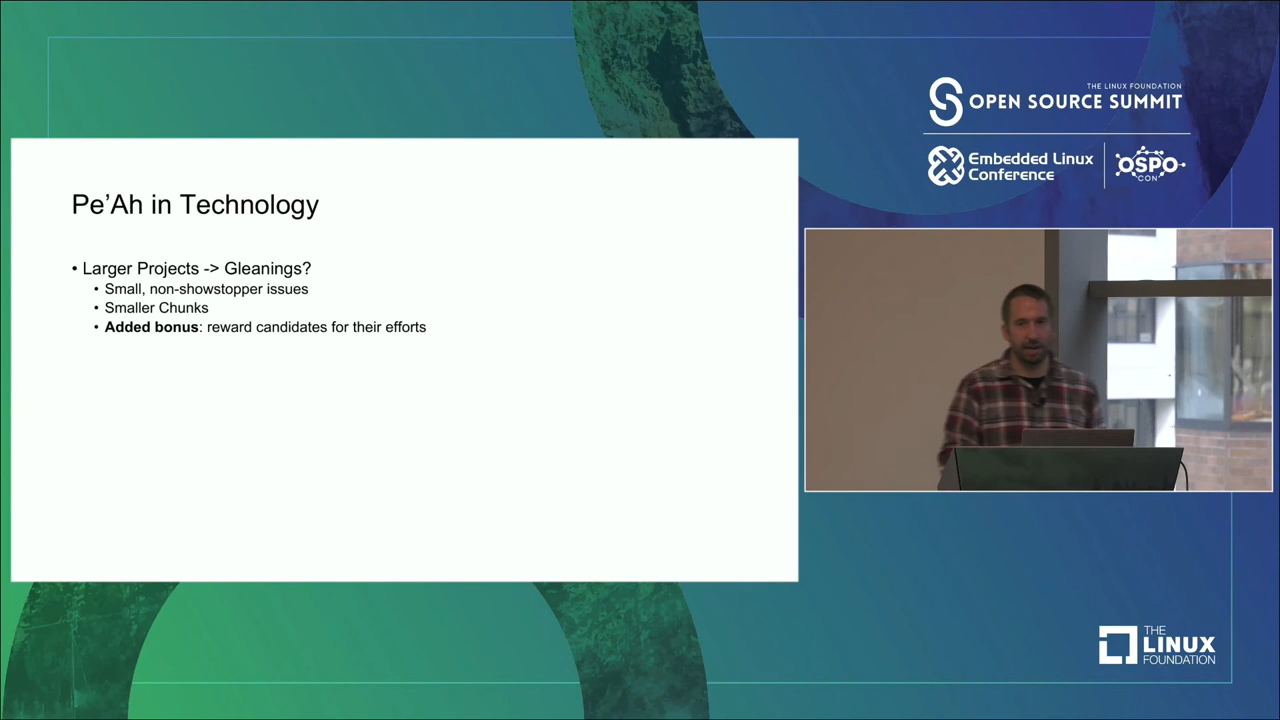 THE LINUX FOUNDATION
OPEN SOURCE SUMMIT
Embedded Linux
Conference
OSPO
CON
Pe'Ah in Technology
• Larger Projects -> Gleanings?
• Small, non-showstopper issues
• Smaller Chunks
• Added bonus: reward candidates for their efforts
THE
LINUX
FOUNDATION